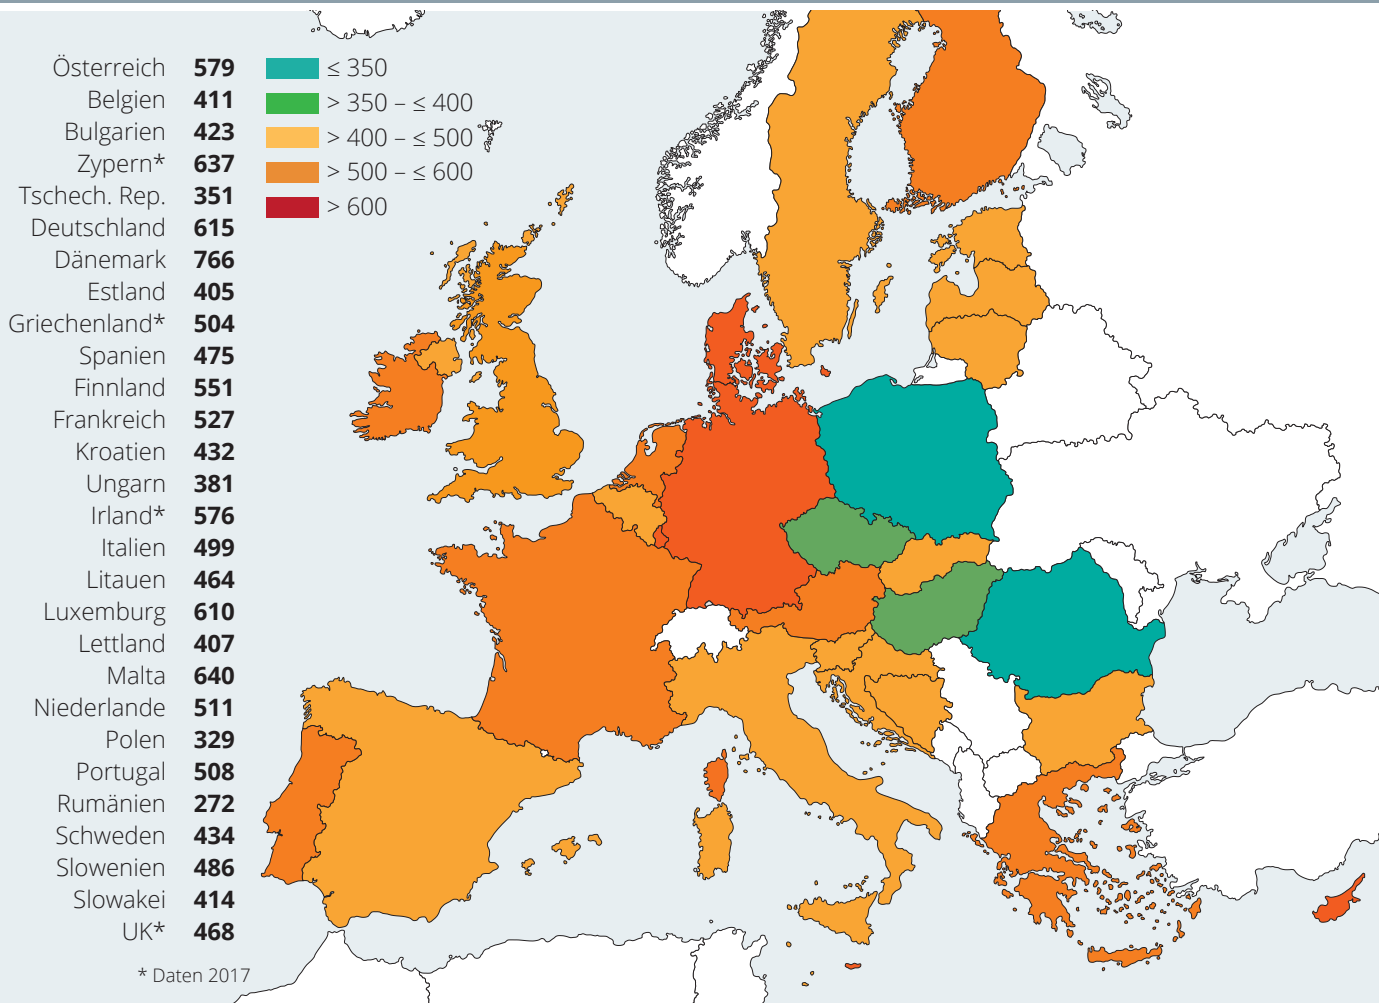 Österreich 579
Belgien 411
Bulgarien 423
Zypern* 637
Tschech. Rep. 351
Deutschland 615
Dänemark 766
Estland 405
Griechenland* 504
Spanien 475
Finnland 551
Frankreich 527
Kroatien 432
Ungarn 381
Irland* 576
Italien 499
Litauen 464
Luxemburg 610
Lettland 407
Malta 640
Niederlande 511
Polen 329
Portugal 508
Rumänien 272
Schweden 434
Slowenien 486
Slowakei 414
UK* 468
* Daten 2017
≤ 350
> 350 – ≤ 400
> 400 – ≤ 500
> 500 – ≤ 600
> 600